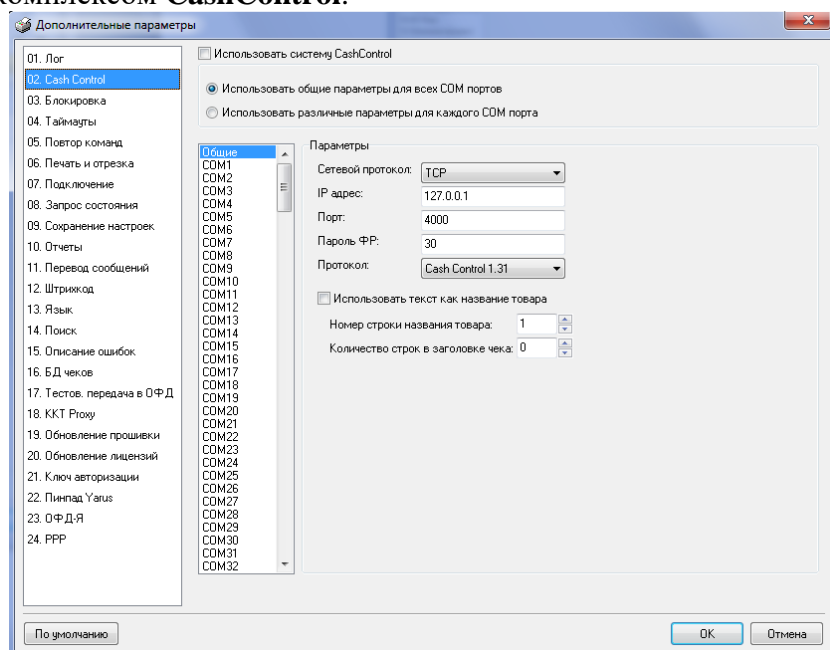 комплексом CashControl.
Дополнительные параметры
01. Лог
02. Cash Control
03. Блокировка
04. Таймауты
05. Повтор команд
06. Печать и отрезка
07. Подключение
08. Запрос состояния
09. Сохранение настроек
10. Отчеты
11. Перевод сообщений
12. Штрихкод
13. Язык
14. Поиск
15. Описание ошибок
16. БД чеков
17. Тестов. передача в ОФД
18. ККТ Proxy
19. Обновление прошивки
20. Обновление лицензий
21. Ключ авторизации
22. Пинпад Yarus
23. ОФД-Я
24. PPP
Использовать систему CashControl
Использовать общие параметры для всех COM портов
Использовать различные параметры для каждого COM порта
Общие
COM1
COM2
COM3
COM4
COM5
COM6
COM7
COM8
COM9
COM10
COM11
COM12
COM13
COM14
COM15
COM16
COM17
COM18
COM19
COM20
COM21
COM22
COM23
COM24
COM25
COM26
COM27
COM28
COM29
COM30
COM31
COM32
Параметры
Сетевой протокол: TCP
IP адрес: 127.0.0.1
Порт: 4000
Пароль ФР: 30
Протокол: Cash Control 1.31
Использовать текст как название товара
Номер строки названия товара: 1
Количество строк в заголовке чека: 0
По умолчанию
OK
Отмена